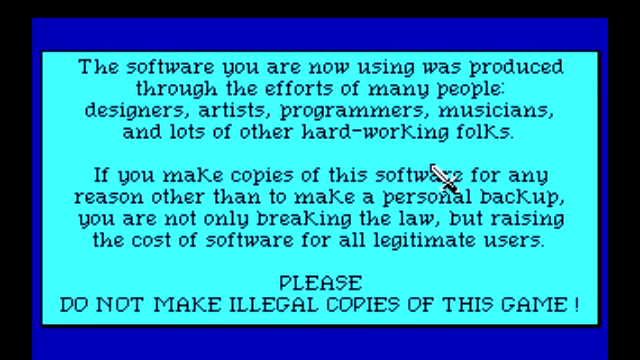 The software you are now using was produced
through the efforts of many people:
designers, artists, programmers, musicians,
and lots of other hard-working folks.
If you make copies of this software for any
reason other than to make a personal backup,
you are not only breaking the law, but raising
the cost of software for all legitimate users.
PLEASE
DO NOT MAKE ILLEGAL COPIES OF THIS GAME!